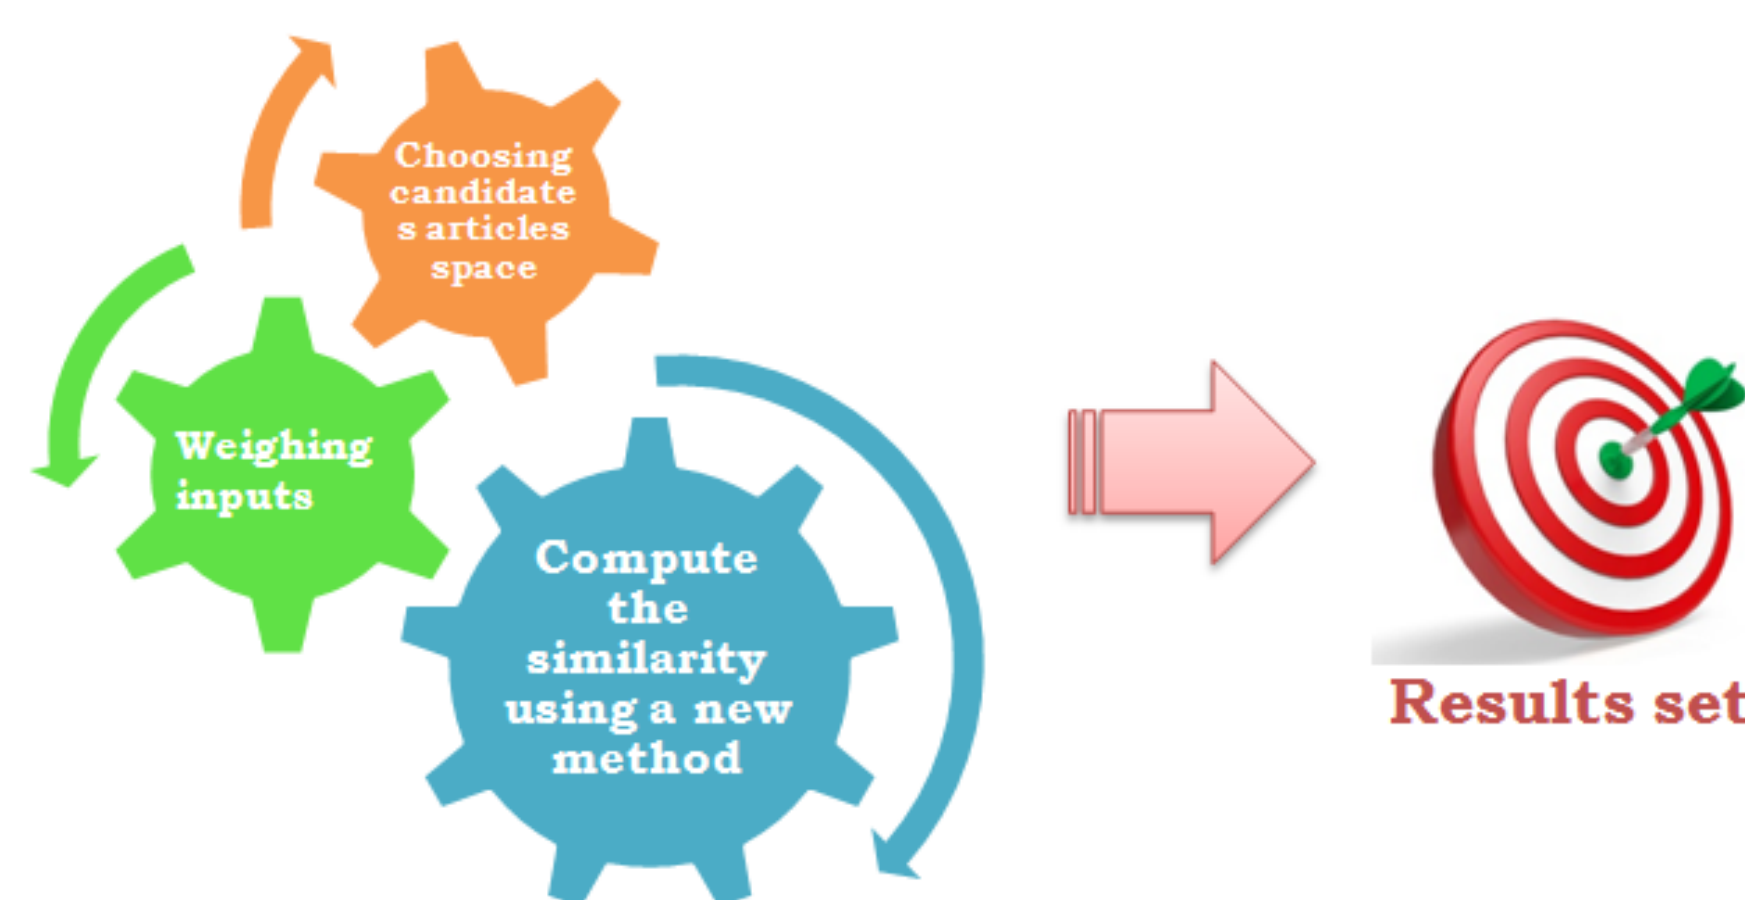 Choosing
candidate
s articles
space
Weighing
inputs
Compute
the
similarity
using a new
method
Results set